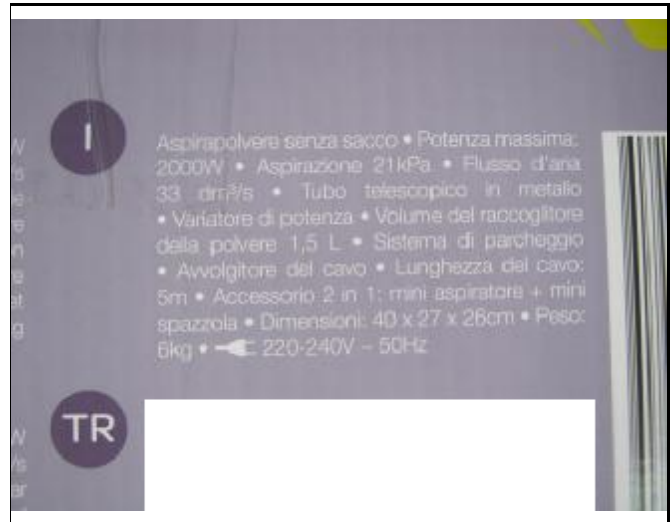 I
Aspirapolvere senza sacco • Potenza massima:
2000W • Aspirazione 21kPa • Flusso d'aria
33 dm³/s • Tubo telescopico in metallo
• Variatore di potenza • Volume del raccoglitore
della polvere 1,5 L • Sistema di parcheggio
• Avvolgitore del cavo • Lunghezza del cavo:
5m • Accessorio 2 in 1: mini aspiratore + mini
spazzola • Dimensioni: 40 x 27 x 26cm • Peso:
6kg • 220-240V ~ 50Hz
TR